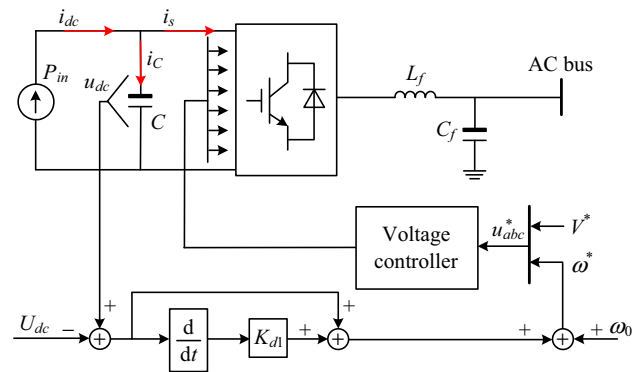 i_dc
i_s
AC bus
P_in
u_dc
i_C
C
L_f
C_f
Voltage
controller
u*_abc
V*
ω*
U_dc
−
+
+
d
dt
K_d1
+
+
+
+
+
+
+ ω_0